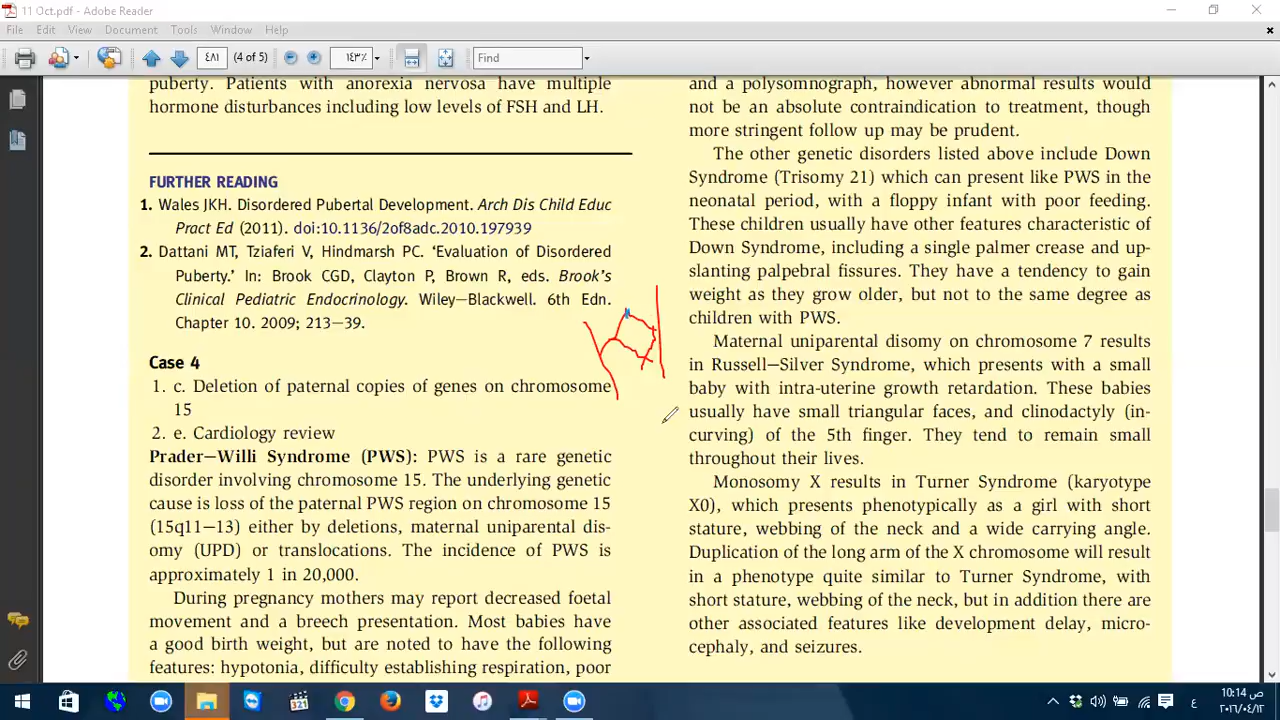 11 Oct.pdf - Adobe Reader
File Edit View Document Tools Window Help
٤٨١ (4 of 5) ١٤٣٪ Find
puberty. Patients with anorexia nervosa have multiple
hormone disturbances including low levels of FSH and LH.
FURTHER READING
1. Wales JKH. Disordered Pubertal Development. Arch Dis Child Educ
Pract Ed (2011). doi:10.1136/2of8adc.2010.197939
2. Dattani MT, Tziaferi V, Hindmarsh PC. 'Evaluation of Disordered
Puberty.' In: Brook CGD, Clayton P, Brown R, eds. Brook's
Clinical Pediatric Endocrinology. Wiley–Blackwell. 6th Edn.
Chapter 10. 2009; 213–39.
Case 4
1. c. Deletion of paternal copies of genes on chromosome
15
2. e. Cardiology review
Prader–Willi Syndrome (PWS): PWS is a rare genetic
disorder involving chromosome 15. The underlying genetic
cause is loss of the paternal PWS region on chromosome 15
(15q11–13) either by deletions, maternal uniparental dis-
omy (UPD) or translocations. The incidence of PWS is
approximately 1 in 20,000.
During pregnancy mothers may report decreased foetal
movement and a breech presentation. Most babies have
a good birth weight, but are noted to have the following
features: hypotonia, difficulty establishing respiration, poor
and a polysomnograph, however abnormal results would
not be an absolute contraindication to treatment, though
more stringent follow up may be prudent.
The other genetic disorders listed above include Down
Syndrome (Trisomy 21) which can present like PWS in the
neonatal period, with a floppy infant with poor feeding.
These children usually have other features characteristic of
Down Syndrome, including a single palmer crease and up-
slanting palpebral fissures. They have a tendency to gain
weight as they grow older, but not to the same degree as
children with PWS.
Maternal uniparental disomy on chromosome 7 results
in Russell–Silver Syndrome, which presents with a small
baby with intra-uterine growth retardation. These babies
usually have small triangular faces, and clinodactyly (in-
curving) of the 5th finger. They tend to remain small
throughout their lives.
Monosomy X results in Turner Syndrome (karyotype
X0), which presents phenotypically as a girl with short
stature, webbing of the neck and a wide carrying angle.
Duplication of the long arm of the X chromosome will result
in a phenotype quite similar to Turner Syndrome, with
short stature, webbing of the neck, but in addition there are
other associated features like development delay, micro-
cephaly, and seizures.
321
ع
10:14 ص
٢٠٢٦/٠٤/١٢